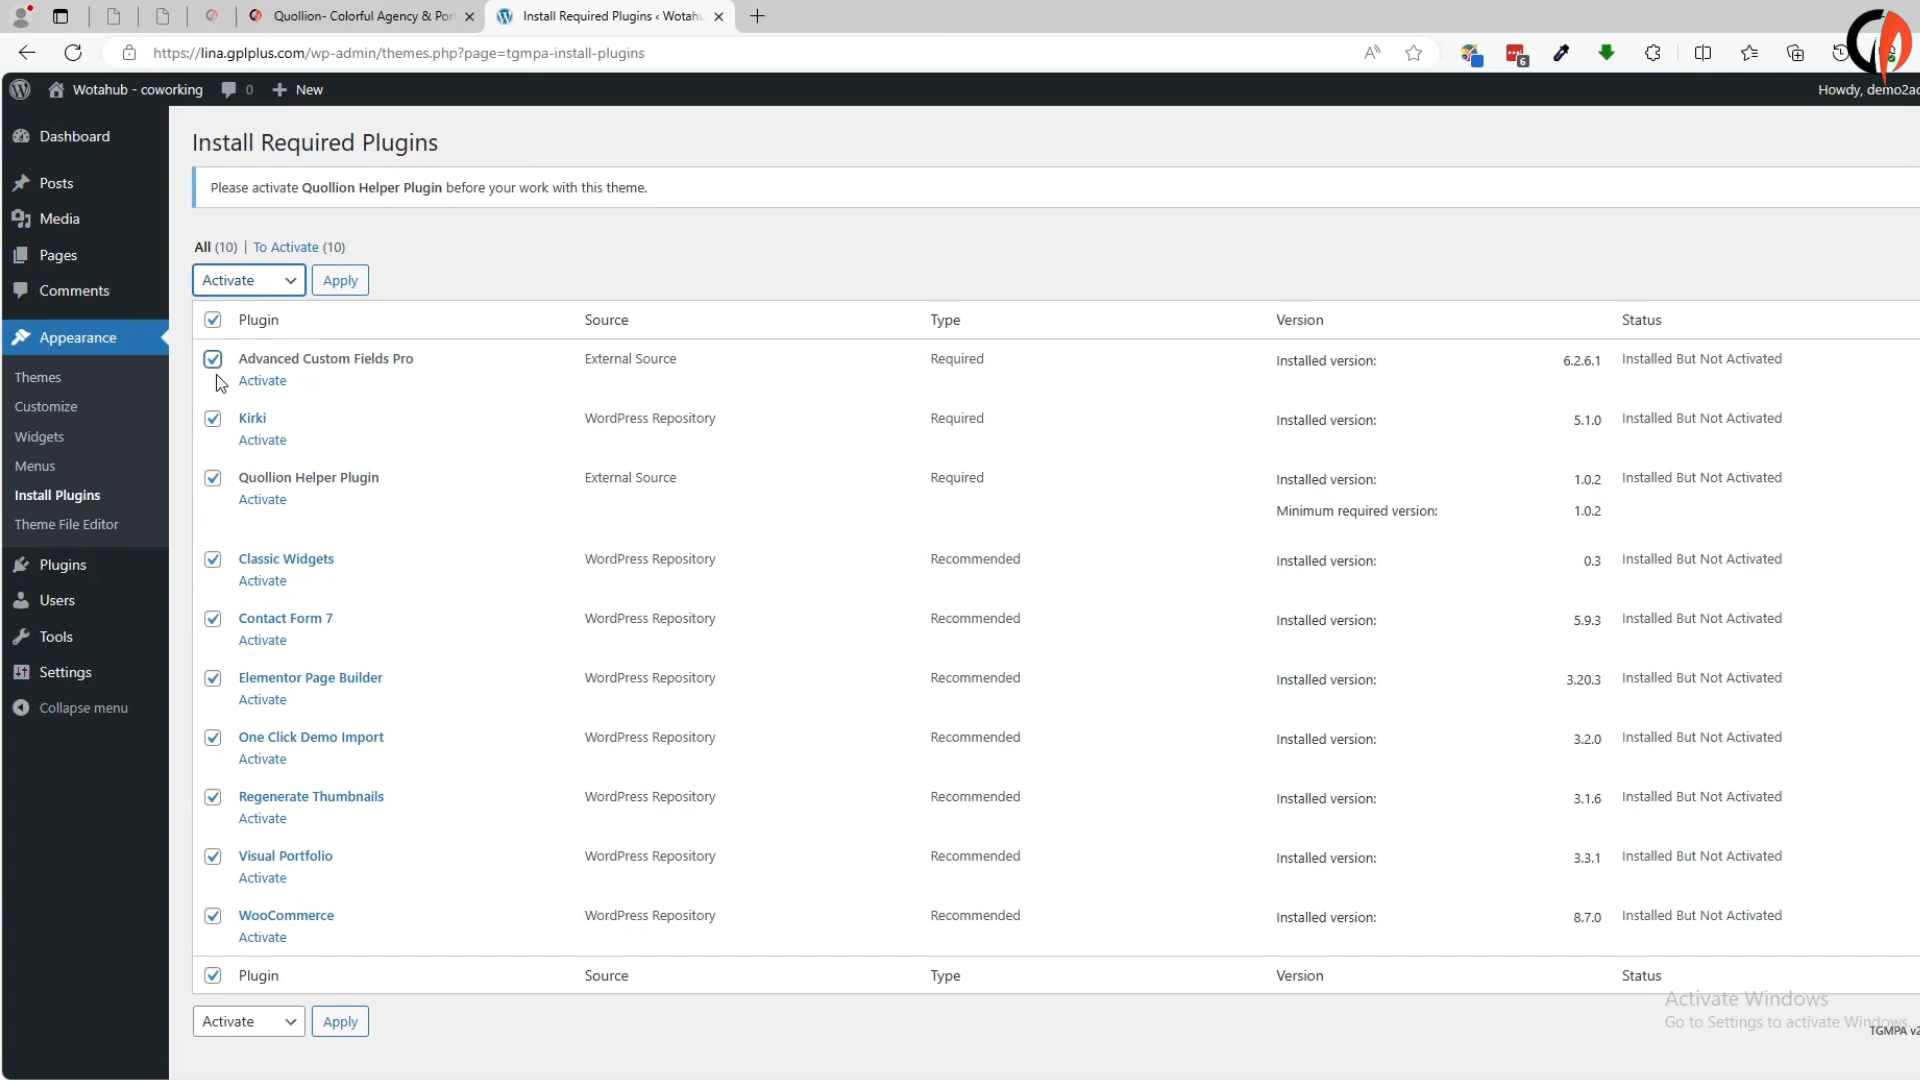 Quollion- Colorful Agency & Por
Install Required Plugins ‹ Wotahu
https://lina.gplplus.com/wp-admin/themes.php?page=tgmpa-install-plugins
6
Wotahub - coworking
0
New
Howdy, demo2ac
Dashboard
Posts
Media
Pages
Comments
Appearance
Themes
Customize
Widgets
Menus
Install Plugins
Theme File Editor
Plugins
Users
Tools
Settings
Collapse menu
Install Required Plugins
Please activate Quollion Helper Plugin before your work with this theme.
All (10) | To Activate (10)
Activate Apply
Plugin Source Type Version Status
Advanced Custom Fields Pro External Source Required Installed version: 6.2.6.1 Installed But Not Activated
Activate
Kirki WordPress Repository Required Installed version: 5.1.0 Installed But Not Activated
Activate
Quollion Helper Plugin External Source Required Installed version: 1.0.2 Installed But Not Activated
Activate
Minimum required version: 1.0.2
Classic Widgets WordPress Repository Recommended Installed version: 0.3 Installed But Not Activated
Activate
Contact Form 7 WordPress Repository Recommended Installed version: 5.9.3 Installed But Not Activated
Activate
Elementor Page Builder WordPress Repository Recommended Installed version: 3.20.3 Installed But Not Activated
Activate
One Click Demo Import WordPress Repository Recommended Installed version: 3.2.0 Installed But Not Activated
Activate
Regenerate Thumbnails WordPress Repository Recommended Installed version: 3.1.6 Installed But Not Activated
Activate
Visual Portfolio WordPress Repository Recommended Installed version: 3.3.1 Installed But Not Activated
Activate
WooCommerce WordPress Repository Recommended Installed version: 8.7.0 Installed But Not Activated
Activate
Plugin Source Type Version Status
Activate Apply
Activate Windows
Go to Settings to activate Windows.
TGMPA v2